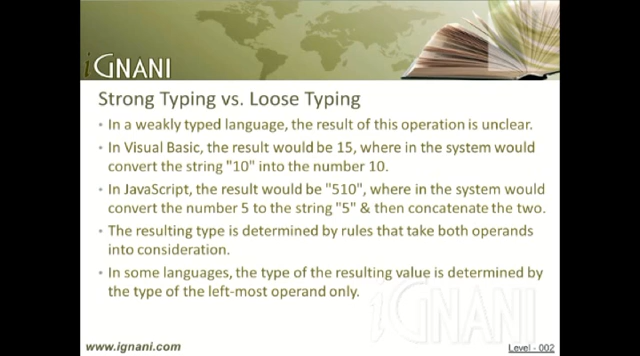 iGNANI
Strong Typing vs. Loose Typing
• In a weakly typed language, the result of this operation is unclear.
• In Visual Basic, the result would be 15, where in the system would
convert the string "10" into the number 10.
• In JavaScript, the result would be "510", where in the system would
convert the number 5 to the string "5" & then concatenate the two.
• The resulting type is determined by rules that take both operands
into consideration.
• In some languages, the type of the resulting value is determined by
the type of the left-most operand only.
iGNANI
www.ignani.com
Level - 002